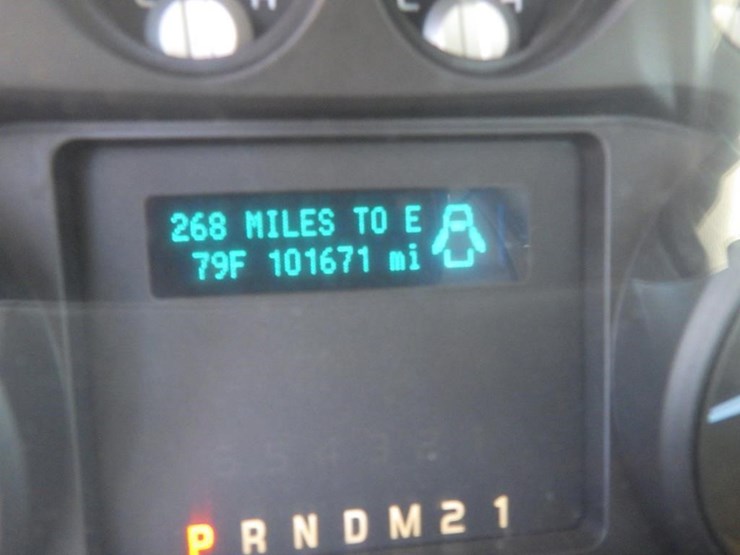 268 MILES TO E
79F 101671 mi
P R N D M 2 1